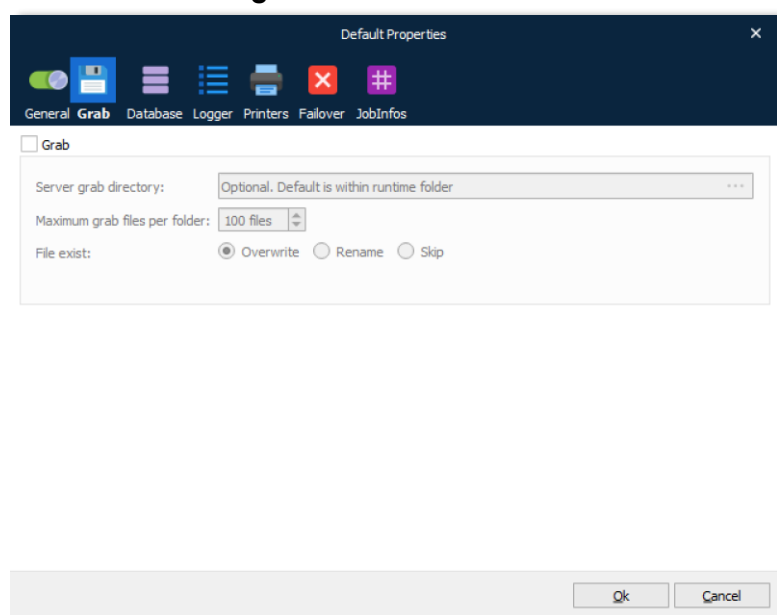 Default Properties
General Grab Database Logger Printers Failover JobInfos
Grab
Server grab directory: Optional. Default is within runtime folder ...
Maximum grab files per folder: 100 files
File exist: Overwrite Rename Skip
Ok Cancel